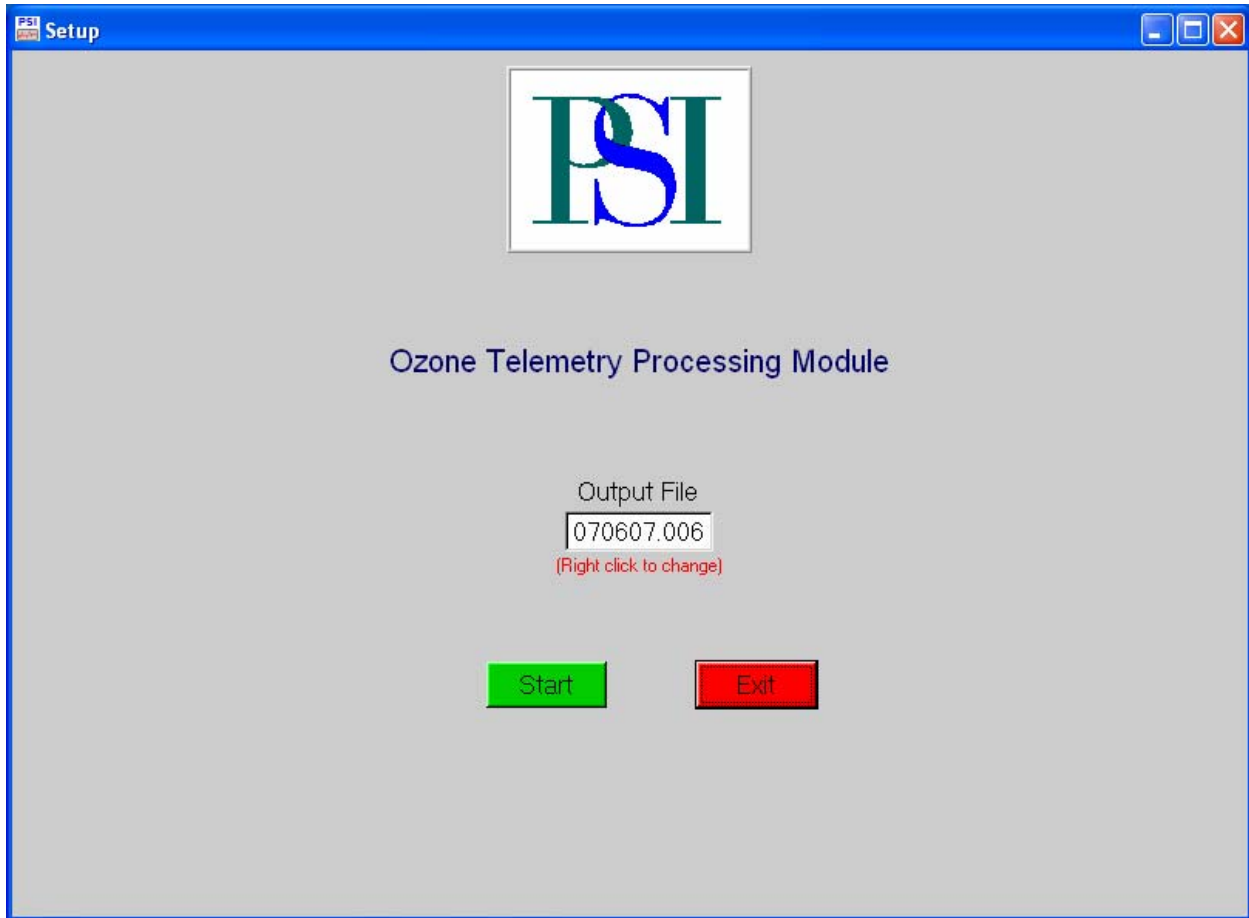 PSI
Setup
PSI
Ozone Telemetry Processing Module
Output File
070607.006
(Right click to change)
Start
Exit